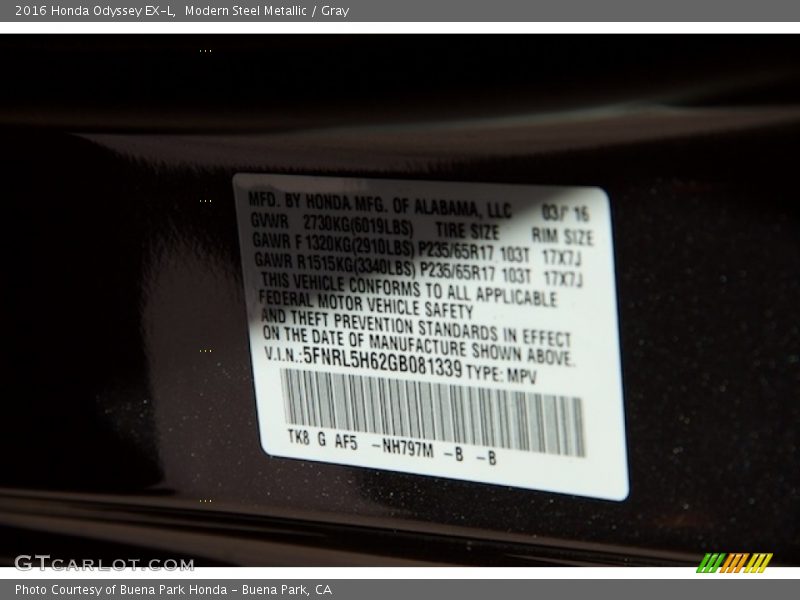 2016 Honda Odyssey EX-L,  Modern Steel Metallic / Gray
MFD. BY HONDA MFG. OF ALABAMA, LLC 03/ 16
GVWR 2730KG(6019LBS) TIRE SIZE RIM SIZE
GAWR F 1320KG(2910LBS) P235/65R17 103T 17X7J
GAWR R1515KG(3340LBS) P235/65R17 103T 17X7J
THIS VEHICLE CONFORMS TO ALL APPLICABLE
FEDERAL MOTOR VEHICLE SAFETY
AND THEFT PREVENTION STANDARDS IN EFFECT
ON THE DATE OF MANUFACTURE SHOWN ABOVE.
V.I.N.:5FNRL5H62GB081339 TYPE: MPV
TK8 G AF5 -NH797M -B -B
GTCARLOT.COM
Photo Courtesy of Buena Park Honda - Buena Park, CA